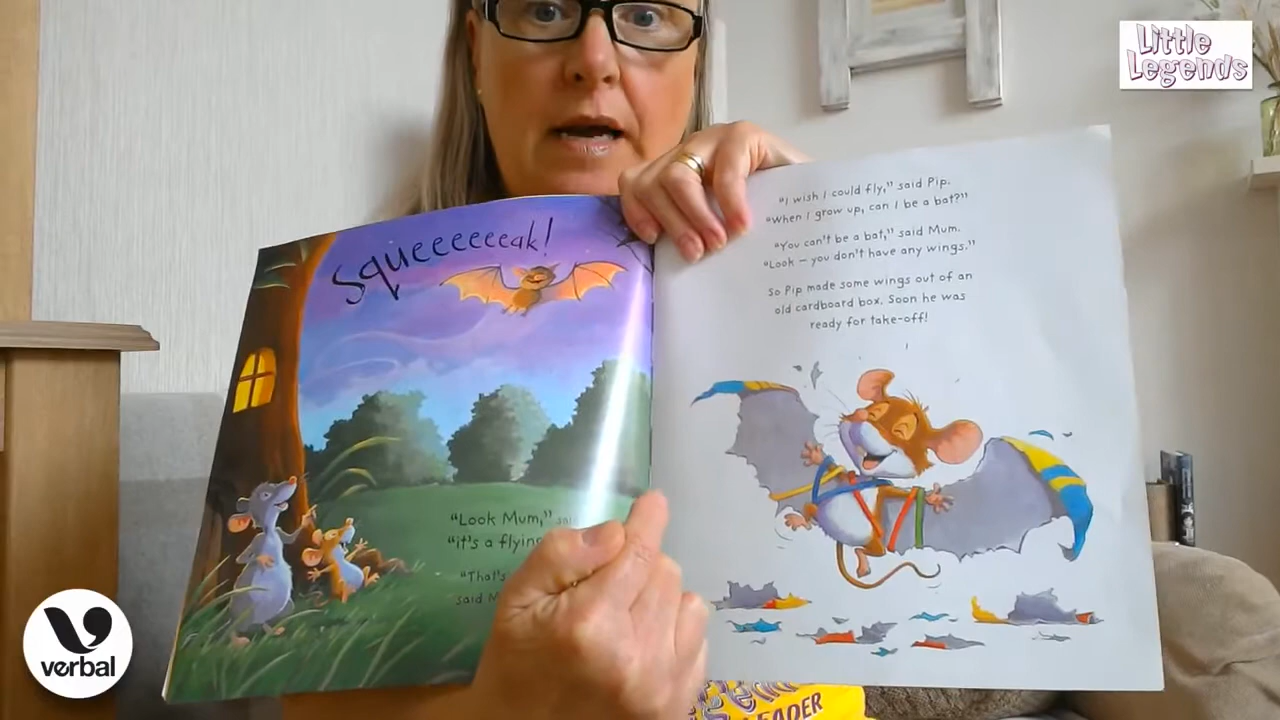 Little
Legends
Squeeeeeeak!
"Look Mum,"
"it's a flying
"That's
said
"I wish I could fly," said Pip.
"When I grow up, can I be a bat?"
"You can't be a bat," said Mum.
"Look – you don't have any wings."
So Pip made some wings out of an
old cardboard box. Soon he was
ready for take-off!
verbal
LEADER